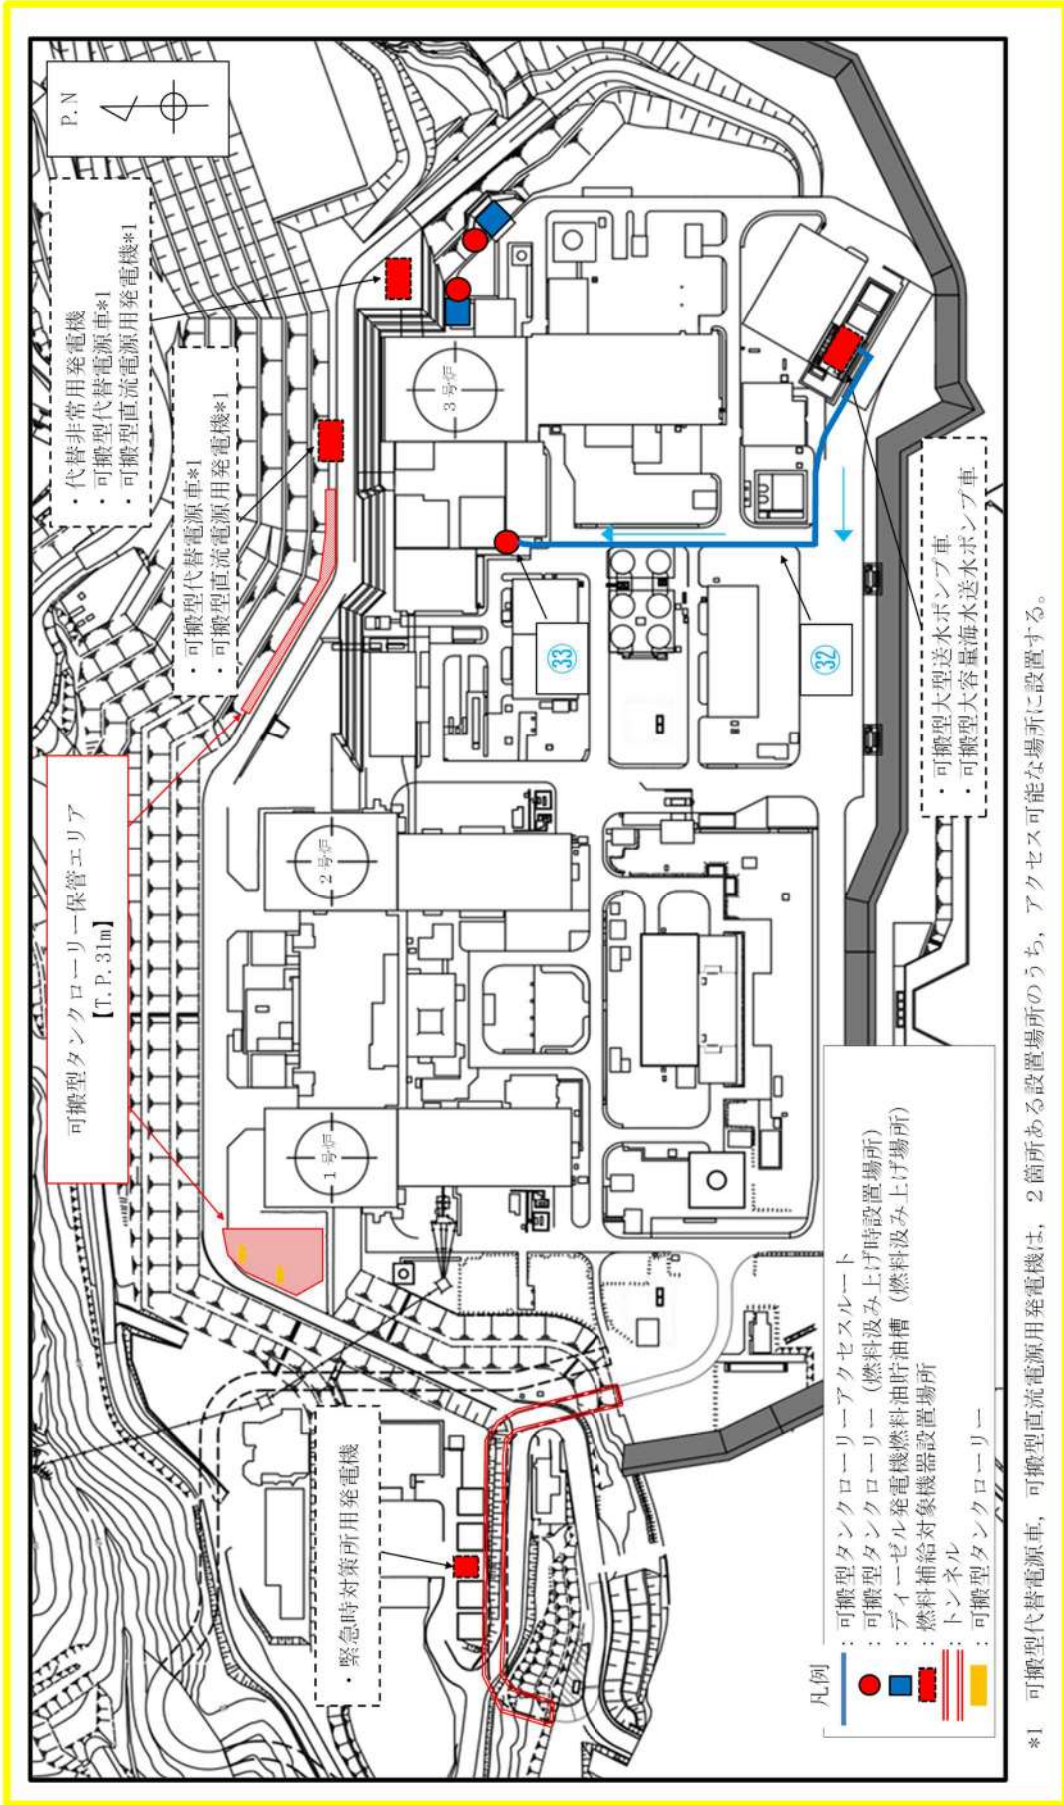 P.N
・代替非常用発電機
・可搬型代替電源車*1
・可搬型直流電源用発電機*1
・可搬型代替電源車*1
・可搬型直流電源用発電機*1
可搬型タンクローリー保管エリア
【T.P.31m】
・緊急時対策所用発電機
1号炉
2号炉
3号炉
㉝
㉜
・可搬型大型送水ポンプ車
・可搬型大容量海水送水ポンプ車
凡例
：可搬型タンクローリーアクセスルート
：可搬型タンクローリー（燃料汲み上げ時設置場所）
：ディーゼル発電機燃料油貯油槽（燃料汲み上げ場所）
：燃料補給対象機器設置場所
：トンネル
：可搬型タンクローリー
*1　可搬型代替電源車，可搬型直流電源用発電機は，2箇所ある設置場所のうち，アクセス可能な場所に設置する。